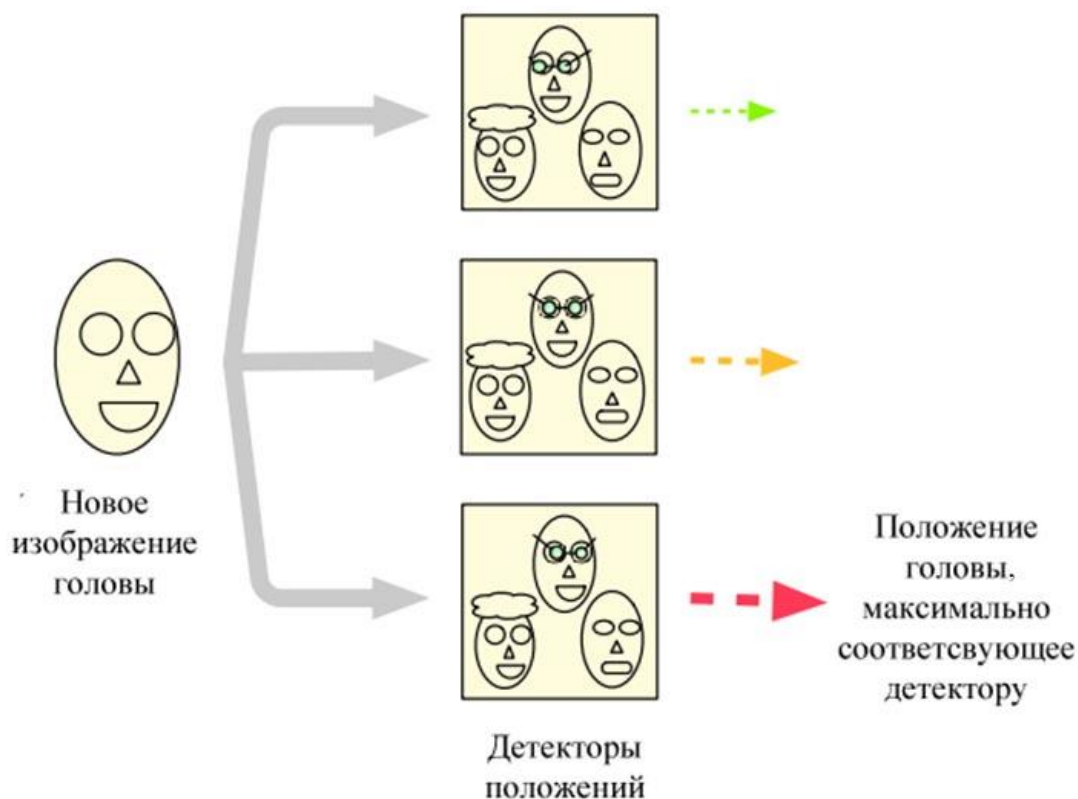 Новое
изображение
головы
Детекторы
положений
Положение
головы,
максимально
соответсвующее
детектору